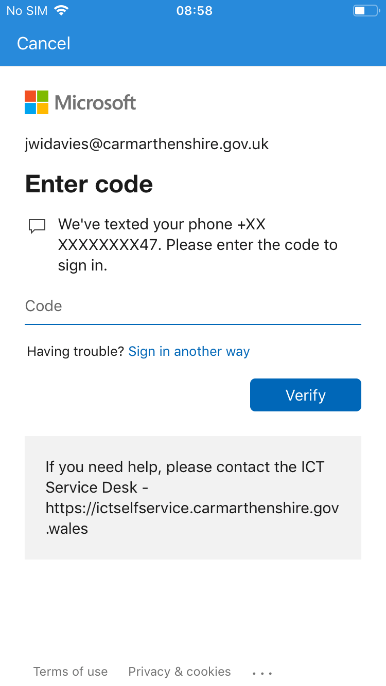 No SIM 08:58
Cancel
Microsoft
jwidavies@carmarthenshire.gov.uk
Enter code
We've texted your phone +XX
XXXXXXXX47. Please enter the code to
sign in.
Code
Having trouble? Sign in another way
Verify
If you need help, please contact the ICT
Service Desk -
https://ictselfservice.carmarthenshire.gov
.wales
Terms of use Privacy & cookies ...